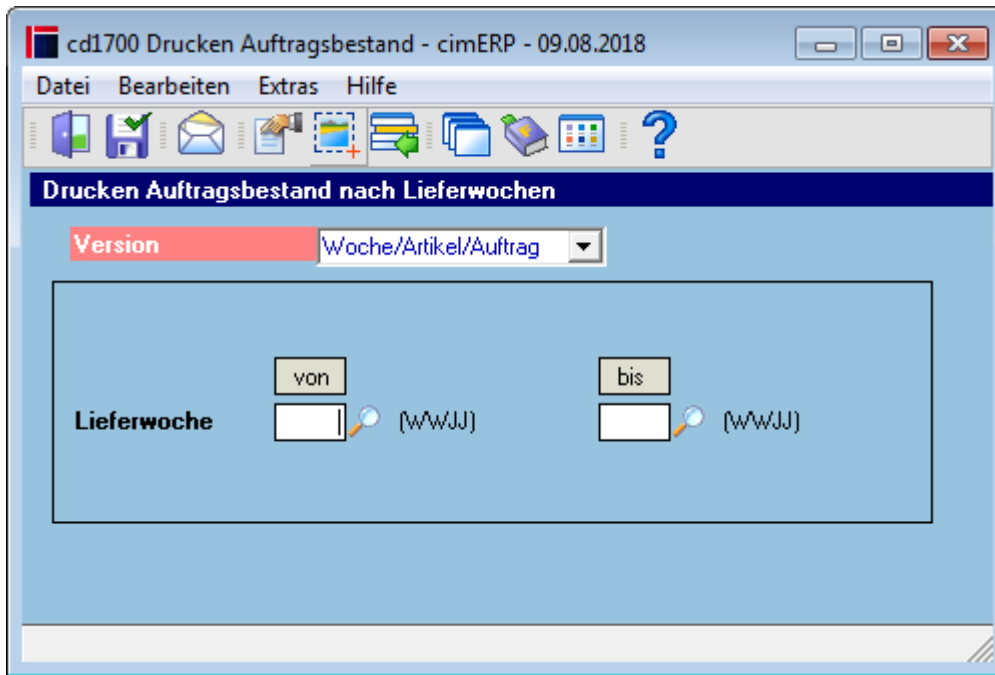 cd1700 Drucken Auftragsbestand - cimERP - 09.08.2018
Datei Bearbeiten Extras Hilfe
Drucken Auftragsbestand nach Lieferwochen
Version Woche/Artikel/Auftrag
von bis
Lieferwoche (WWJJ) (WWJJ)